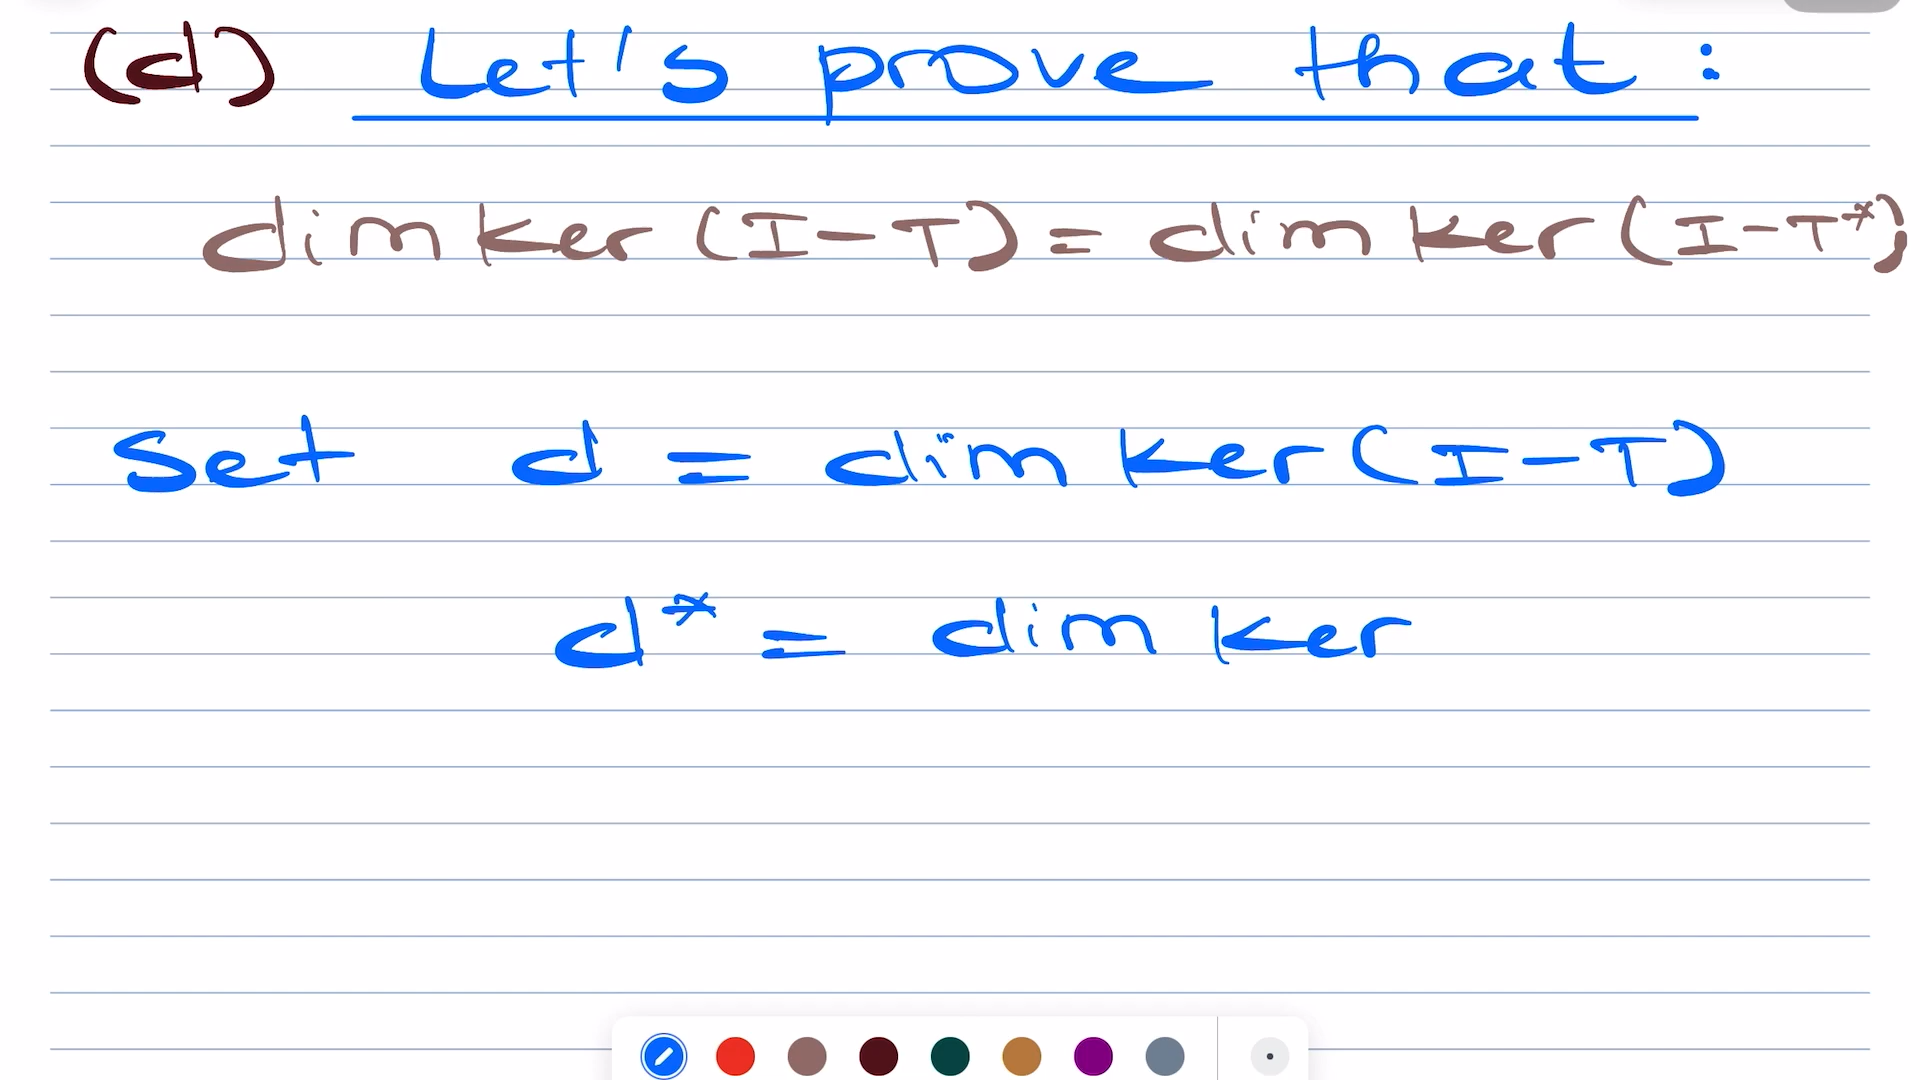 (d) Let's prove that :
dim ker (I-T) = dim ker (I-T*)
Set d = dim ker (I-T)
d* = dim ker